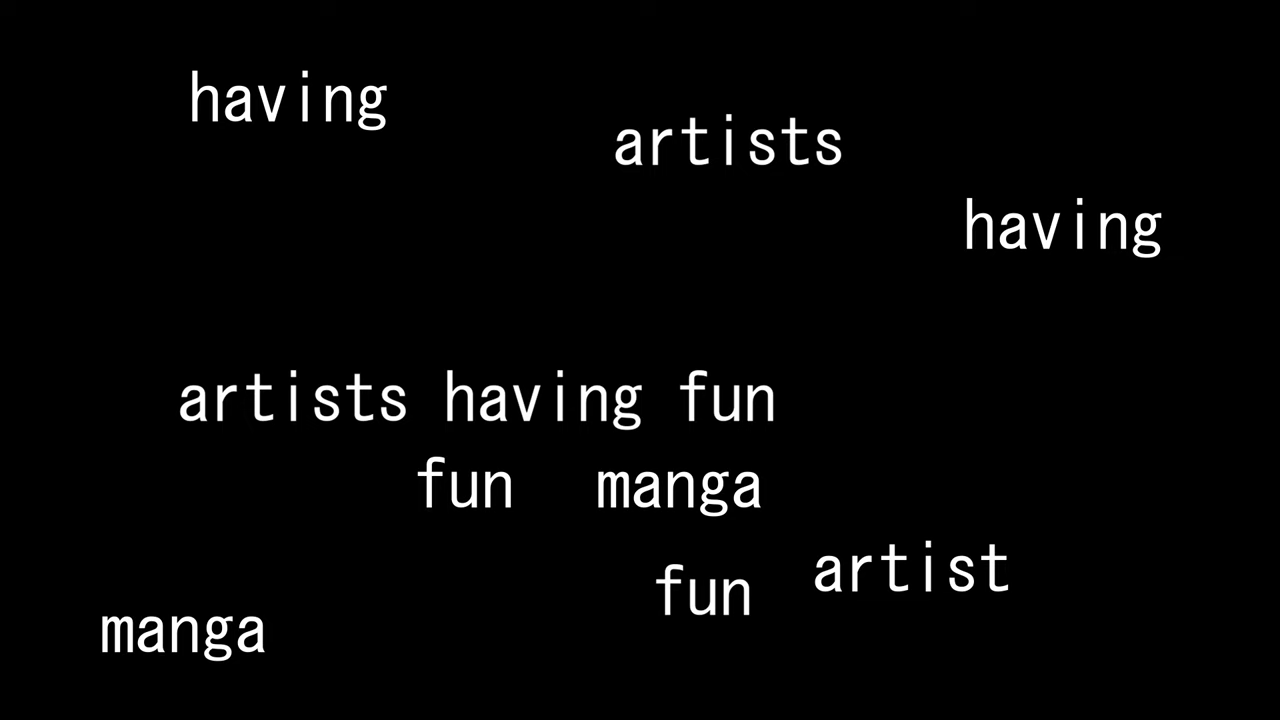 having
artists
having
artists having fun
fun manga
artist
fun
manga